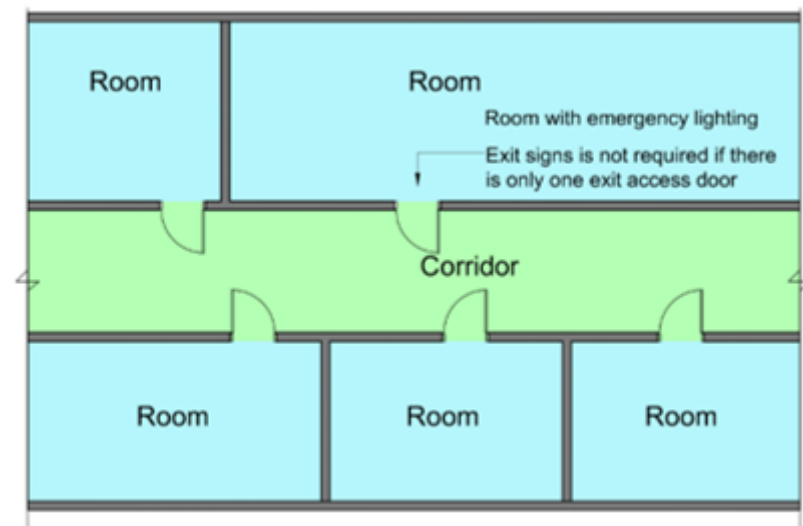 Room
Room
Room with emergency lighting
Exit signs is not required if there
is only one exit access door
Corridor
Room
Room
Room